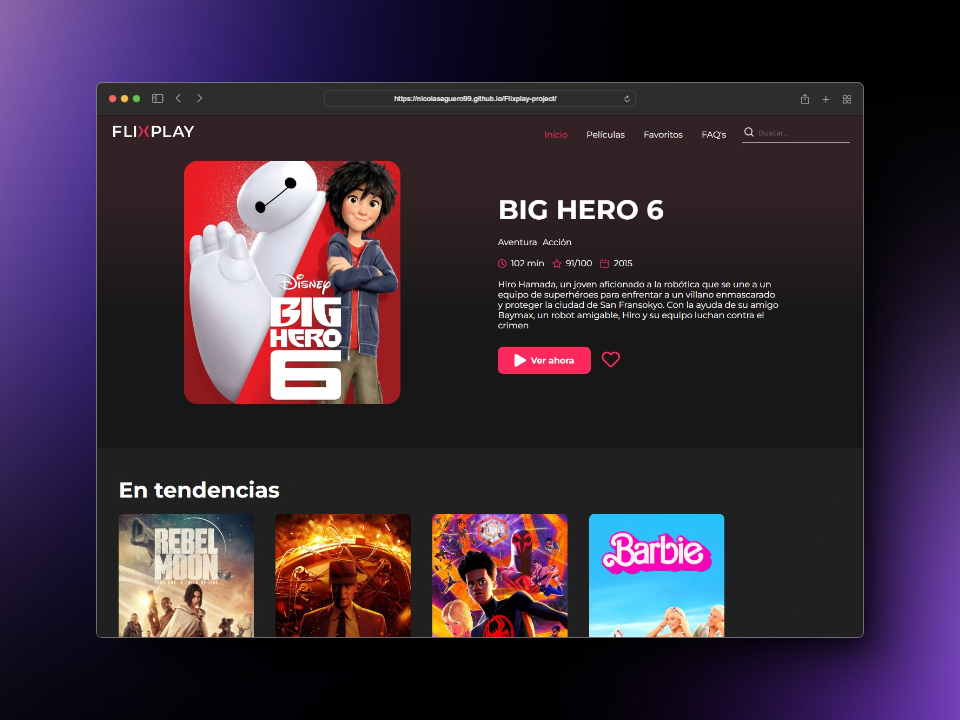 https://nicolasaguero99.github.io/Flixplay-project/
FLIXPLAY
Inicio Películas Favoritos FAQ's Buscar...
BIG HERO 6
Aventura Acción
102 min 91/100 2015
Hiro Hamada, un joven aficionado a la robótica que se une a un
equipo de superhéroes para enfrentar a un villano enmascarado
y proteger la ciudad de San Fransokyo. Con la ayuda de su amigo
Baymax, un robot amigable, Hiro y su equipo luchan contra el
crimen
Ver ahora
Disney
BIG
HERO
6
En tendencias
REBEL
MOON
Barbie